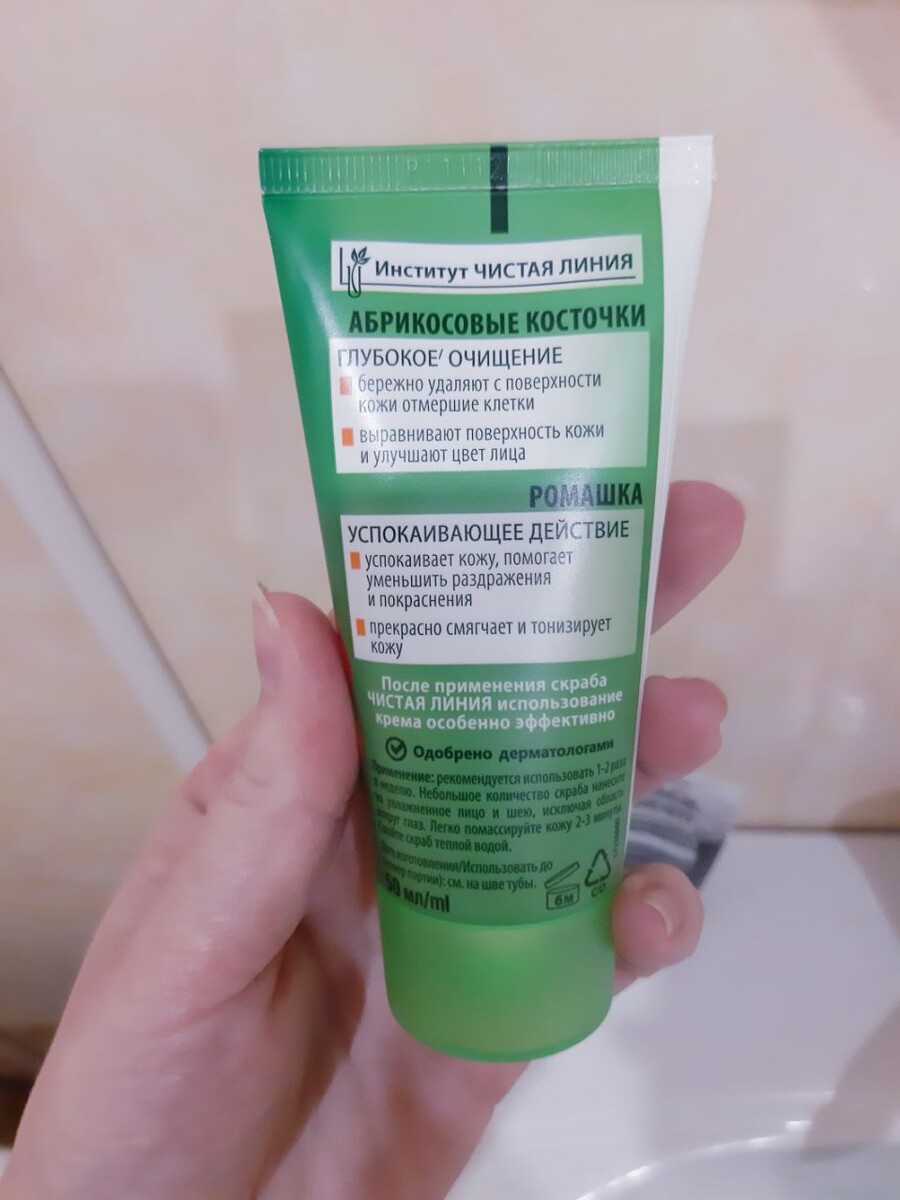 Институт ЧИСТАЯ ЛИНИЯ
АБРИКОСОВЫЕ КОСТОЧКИ
ГЛУБОКОЕ' ОЧИЩЕНИЕ
бережно удаляют с поверхности
кожи отмершие клетки
выравнивают поверхность кожи
и улучшают цвет лица
РОМАШКА
УСПОКАИВАЮЩЕЕ ДЕЙСТВИЕ
успокаивает кожу, помогает
уменьшить раздражения
и покраснения
прекрасно смягчает и тонизирует
кожу
После применения скраба
ЧИСТАЯ ЛИНИЯ использование
крема особенно эффективно
Одобрено дерматологами
Применение: рекомендуется использовать 1-2 раза
в неделю. Небольшое количество скраба нанесите
на увлажненное лицо и шею, исключая область
вокруг глаз. Легко помассируйте кожу 2-3 минуты.
Смойте скраб теплой водой.
изготовления/Использовать до
партии): см. на шве тубы.
мл/ml
6м